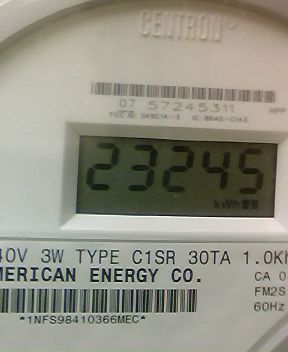 CENTRON
07 57245311
23245
kWh
40V 3W TYPE C1SR 30TA 1.0Kh
MERICAN ENERGY CO.
CA 0
FM2S
60Hz
*1NFS98410366MEC*